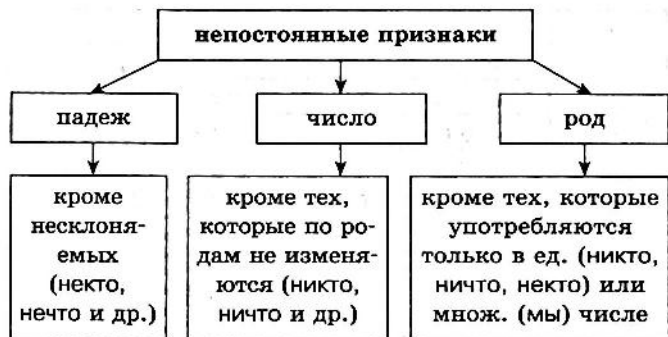 непостоянные признаки
падеж
число
род
кроме
несклоня-
емых
(некто,
нечто и др.)
кроме тех,
которые по ро-
дам не изменя-
ются (никто,
ничто и др.)
кроме тех, которые
употребляются
только в ед. (никто,
ничто, некто) или
множ. (мы) числе